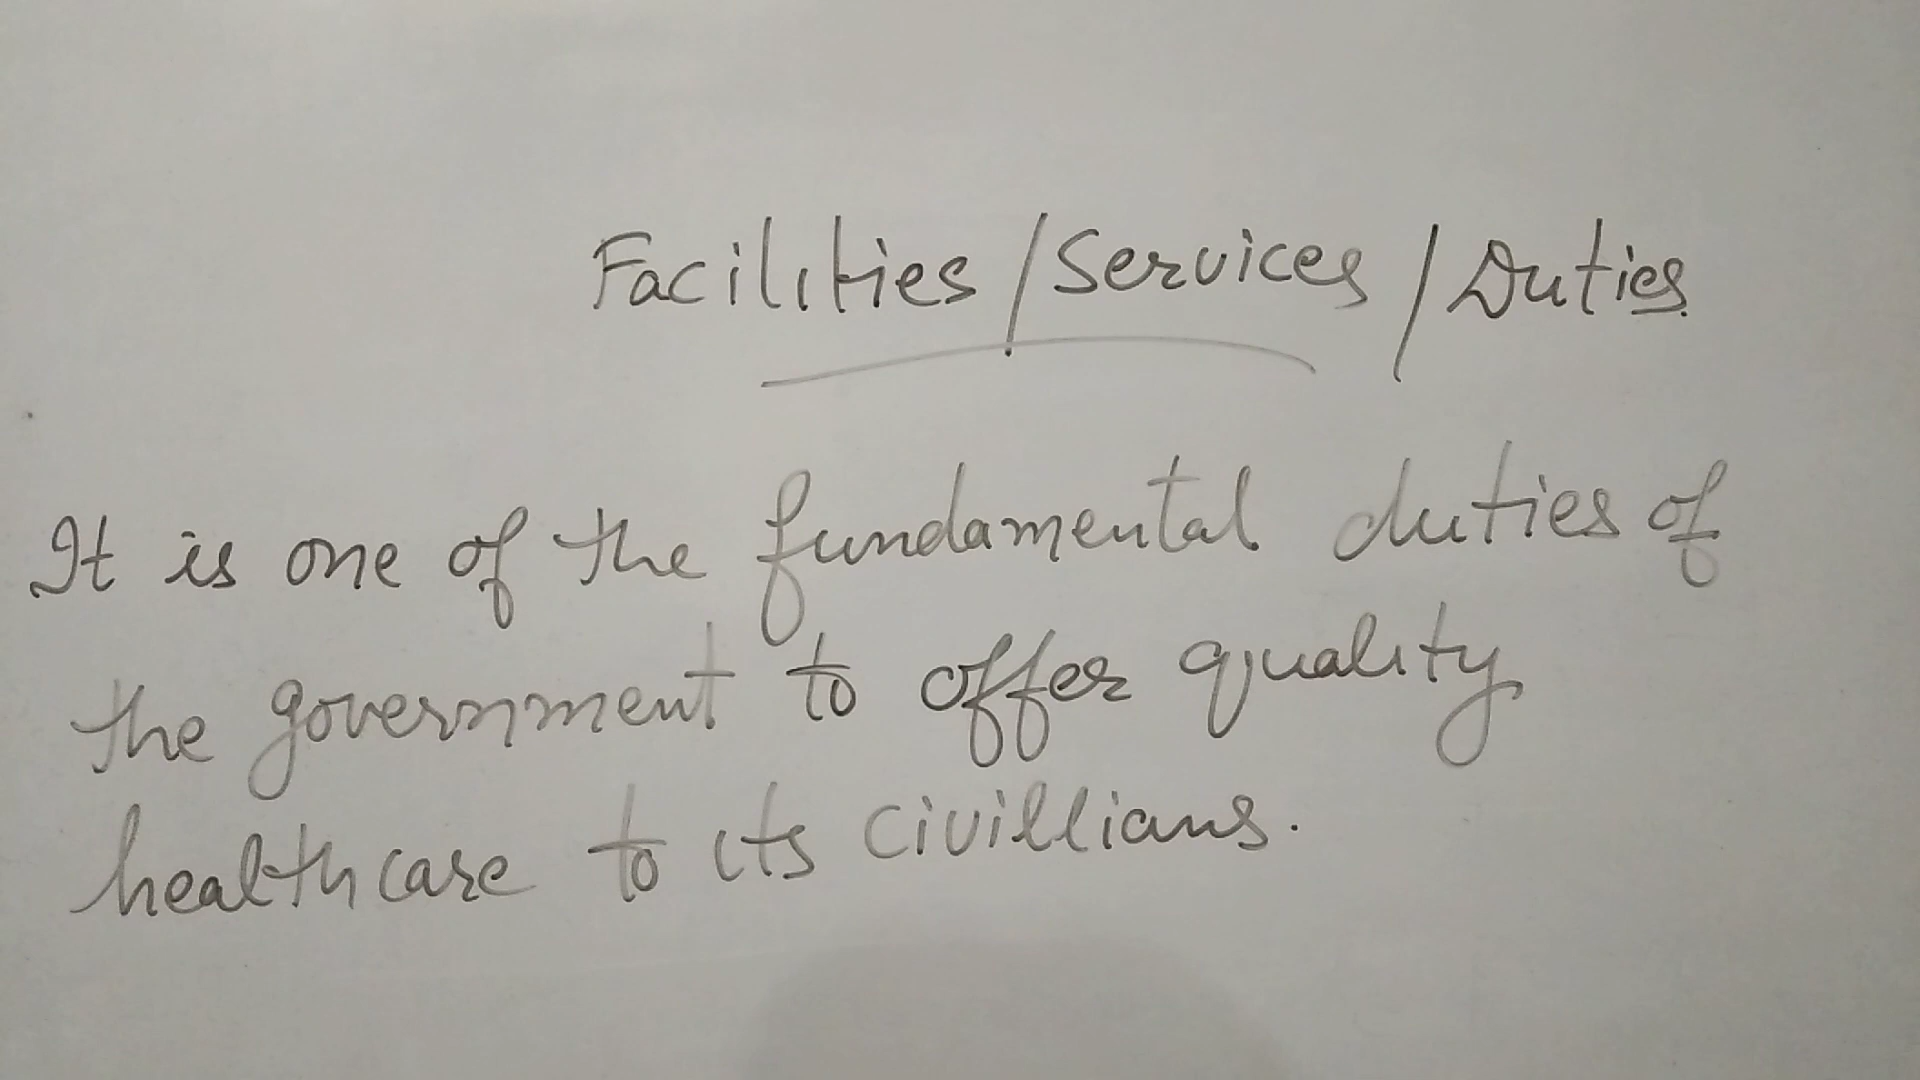 Facilities / Services / Duties.
It is one of the fundamental duties of
the government to offer quality
healthcare to its civillians.